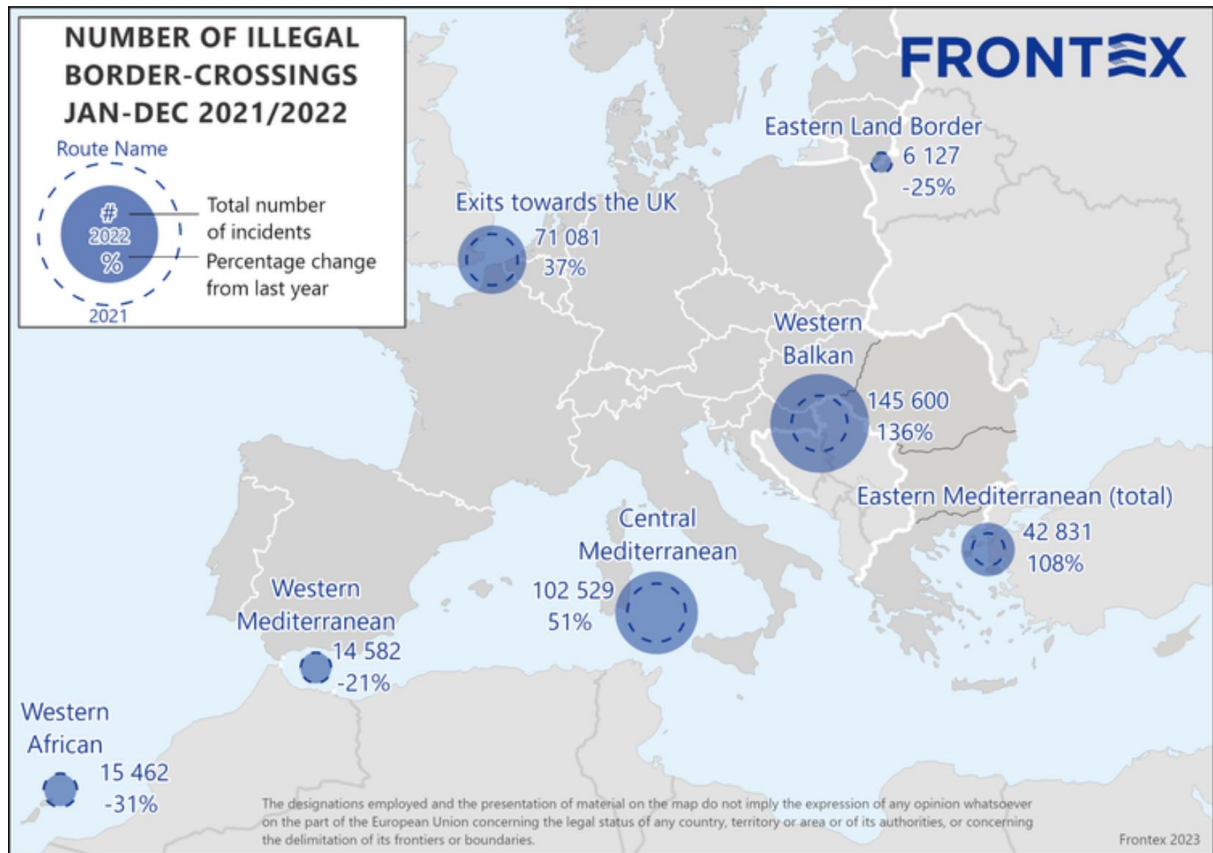 NUMBER OF ILLEGAL
BORDER-CROSSINGS
JAN-DEC 2021/2022
Route Name
#
2022
%
Total number
of incidents
Percentage change
from last year
2021
FRONTEX
Eastern Land Border
6 127
-25%
Exits towards the UK
71 081
37%
Western
Balkan
145 600
136%
Eastern Mediterranean (total)
42 831
108%
Central
Mediterranean
102 529
51%
Western
Mediterranean
14 582
-21%
Western
African
15 462
-31%
The designations employed and the presentation of material on the map do not imply the expression of any opinion whatsoever
on the part of the European Union concerning the legal status of any country, territory or area or of its authorities, or concerning
the delimitation of its frontiers or boundaries.
Frontex 2023